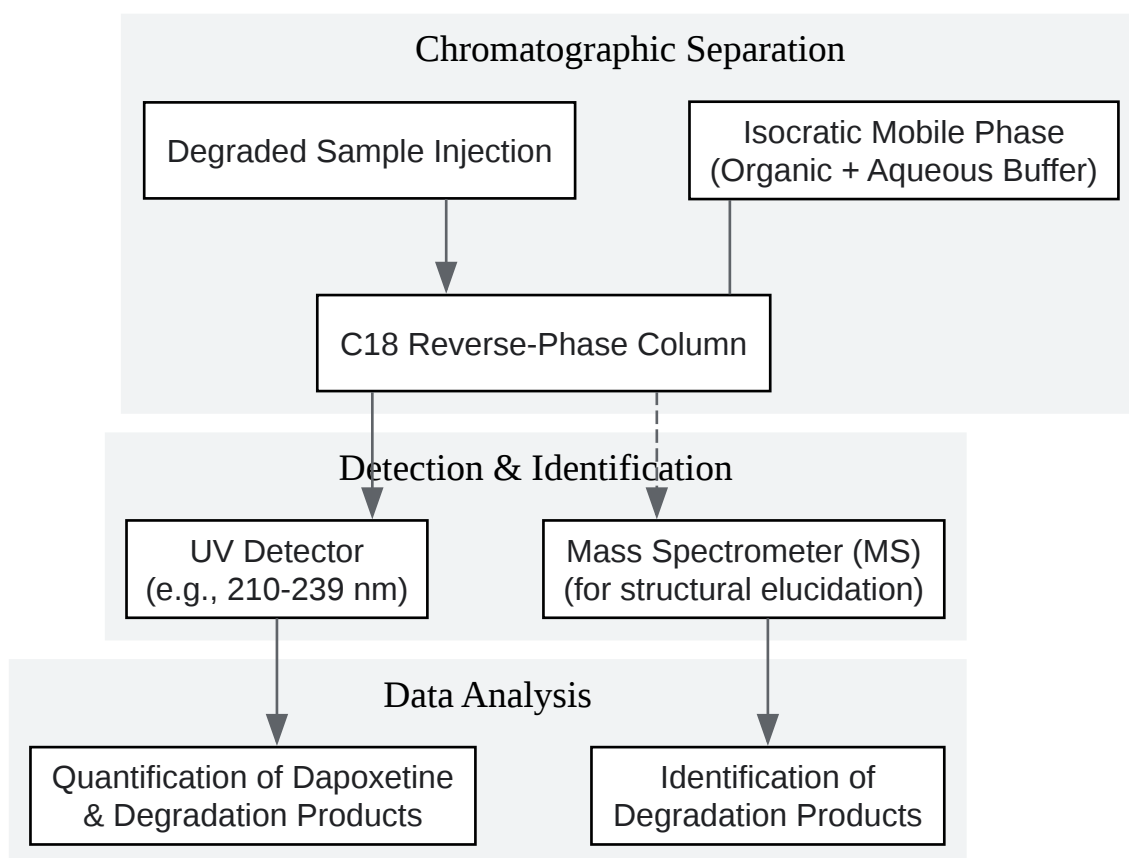 Chromatographic Separation
Degraded Sample Injection
Isocratic Mobile Phase
(Organic + Aqueous Buffer)
C18 Reverse-Phase Column
Detection & Identification
UV Detector
(e.g., 210-239 nm)
Mass Spectrometer (MS)
(for structural elucidation)
Data Analysis
Quantification of Dapoxetine
& Degradation Products
Identification of
Degradation Products